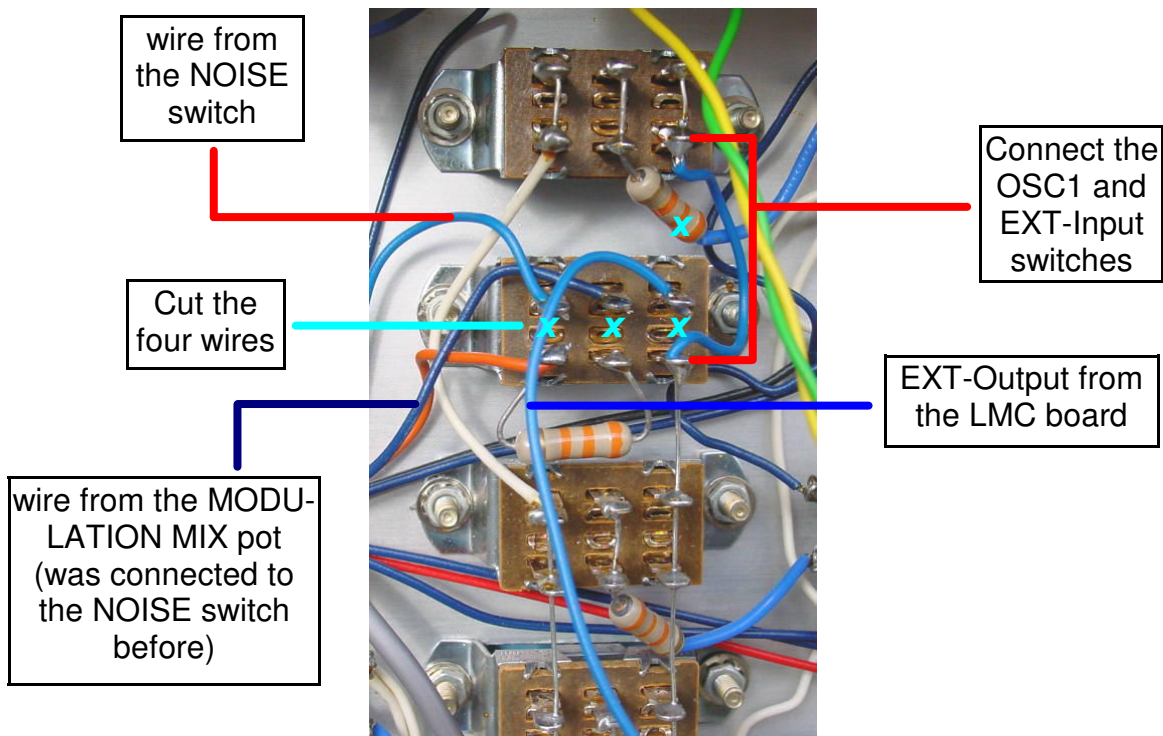 wire from
the NOISE
switch
Connect the
OSC1 and
EXT-Input
switches
Cut the
four wires
EXT-Output from
the LMC board
wire from the MODU-
LATION MIX pot
(was connected to
the NOISE switch
before)
x
x x x